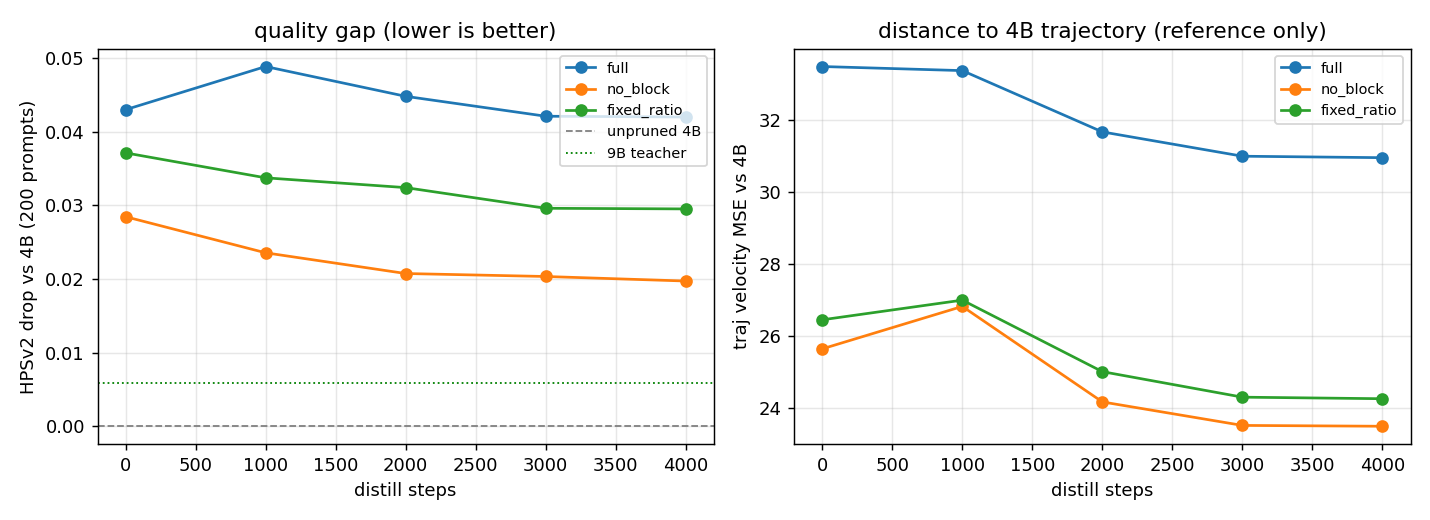 quality gap (lower is better)
HPSv2 drop vs 4B (200 prompts)
0.05
0.04
0.03
0.02
0.01
0.00
full
no_block
fixed_ratio
unpruned 4B
9B teacher
0 500 1000 1500 2000 2500 3000 3500 4000
distill steps
distance to 4B trajectory (reference only)
traj velocity MSE vs 4B
32
30
28
26
24
full
no_block
fixed_ratio
0 500 1000 1500 2000 2500 3000 3500 4000
distill steps